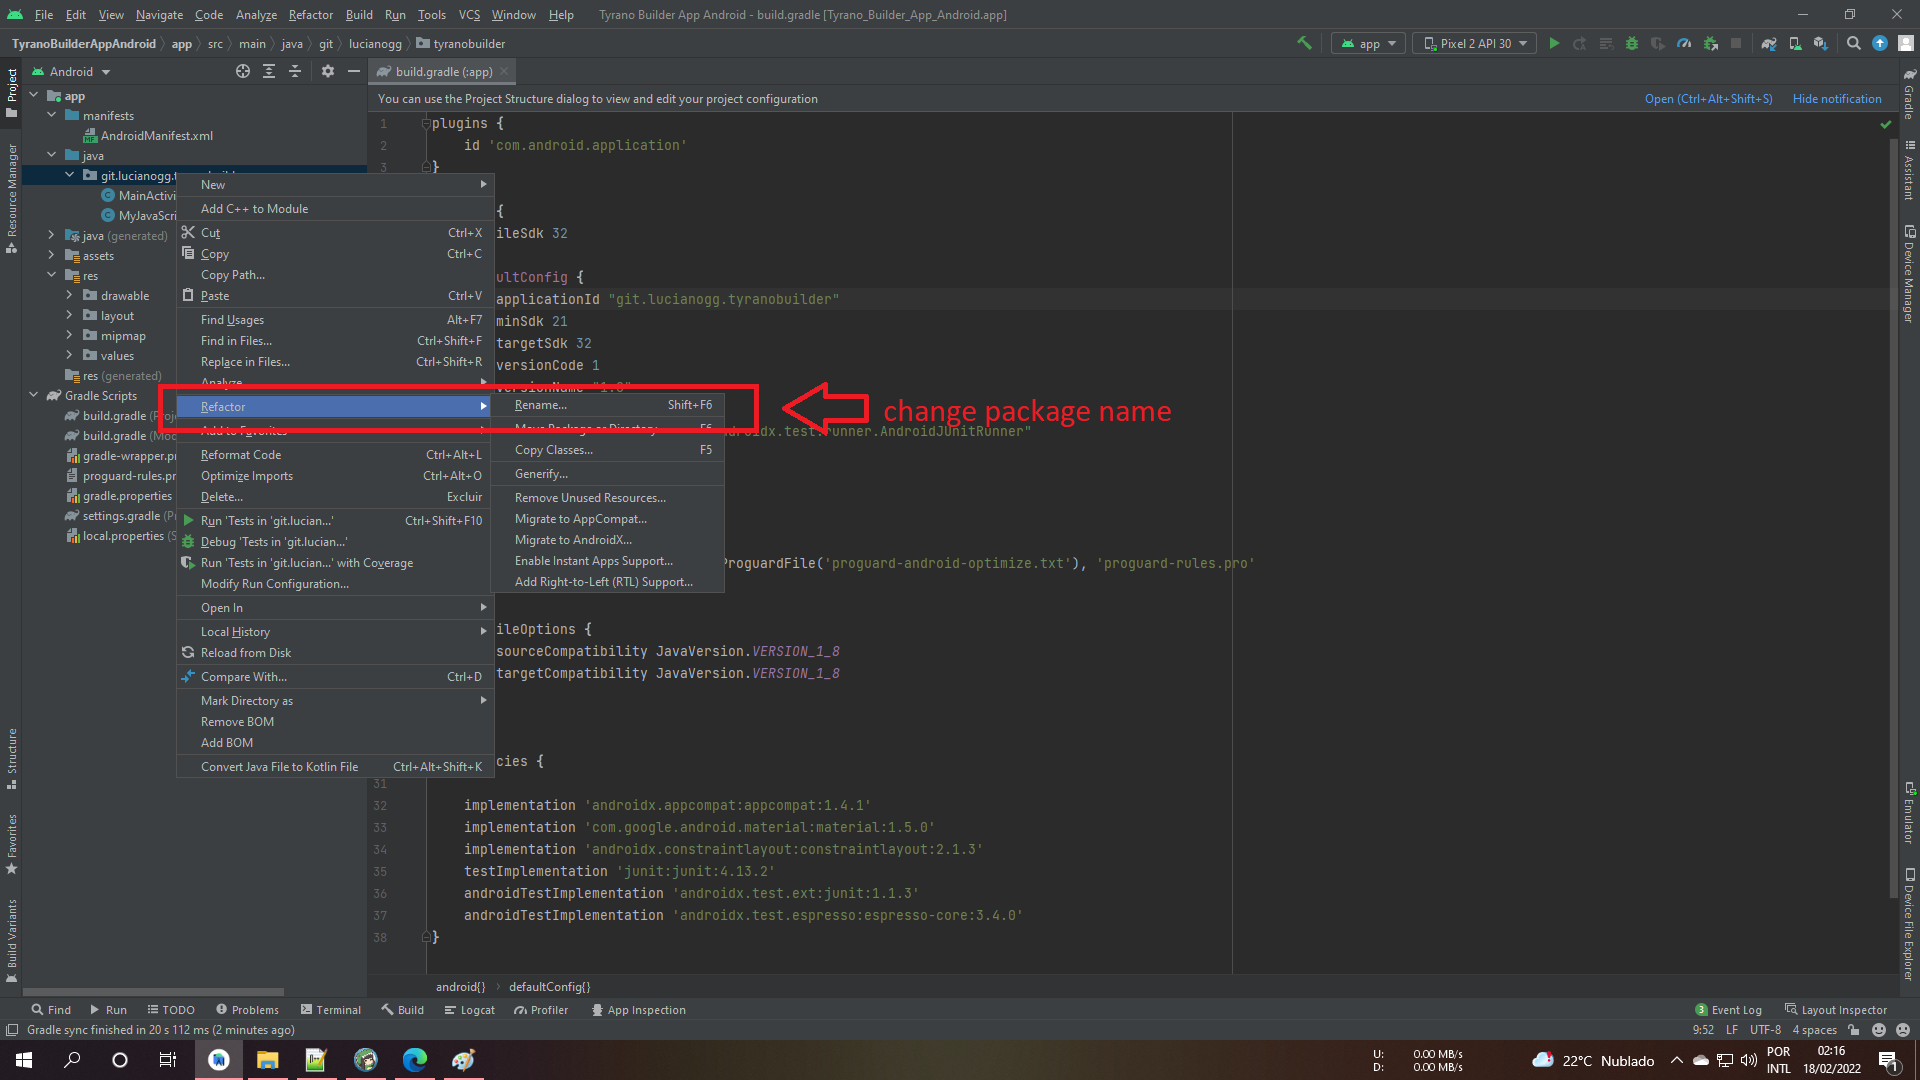 File Edit View Navigate Code Analyze Refactor Build Run Tools VCS Window Help Tyrano Builder App Android - build.gradle [Tyrano_Builder_App_Android.app]
TyranoBuilderAppAndroid app src main java git lucianogg tyranobuilder app Pixel 2 API 30
Android build.gradle (:app)
Project
Resource Manager
Structure
Favorites
Build Variants
app
manifests
AndroidManifest.xml
java
git.lucianogg.
MainActivi
MyJavaScri
java (generated)
assets
res
drawable
layout
mipmap
values
res (generated)
Gradle Scripts
build.gradle (Proj
build.gradle (Mod
gradle-wrapper.pr
proguard-rules.pr
gradle.properties
settings.gradle (Pr
local.properties (S
You can use the Project Structure dialog to view and edit your project configuration Open (Ctrl+Alt+Shift+S) Hide notification
1 plugins {
2 id 'com.android.application'
3 }
{
ileSdk 32
ultConfig {
applicationId "git.lucianogg.tyranobuilder"
minSdk 21
targetSdk 32
versionCode 1
versionName "1.0"
droidx.test.runner.AndroidJUnitRunner"
ProguardFile('proguard-android-optimize.txt'), 'proguard-rules.pro'
ileOptions {
sourceCompatibility JavaVersion.VERSION_1_8
targetCompatibility JavaVersion.VERSION_1_8
cies {
31
32 implementation 'androidx.appcompat:appcompat:1.4.1'
33 implementation 'com.google.android.material:material:1.5.0'
34 implementation 'androidx.constraintlayout:constraintlayout:2.1.3'
35 testImplementation 'junit:junit:4.13.2'
36 androidTestImplementation 'androidx.test.ext:junit:1.1.3'
37 androidTestImplementation 'androidx.test.espresso:espresso-core:3.4.0'
38 }
New
Add C++ to Module
Cut Ctrl+X
Copy Ctrl+C
Copy Path...
Paste Ctrl+V
Find Usages Alt+F7
Find in Files... Ctrl+Shift+F
Replace in Files... Ctrl+Shift+R
Analyze
Refactor
Add to Favorites
Reformat Code Ctrl+Alt+L
Optimize Imports Ctrl+Alt+O
Delete... Excluir
Run 'Tests in 'git.lucian...' Ctrl+Shift+F10
Debug 'Tests in 'git.lucian...'
Run 'Tests in 'git.lucian...' with Coverage
Modify Run Configuration...
Open In
Local History
Reload from Disk
Compare With... Ctrl+D
Mark Directory as
Remove BOM
Add BOM
Convert Java File to Kotlin File Ctrl+Alt+Shift+K
Rename... Shift+F6
Move Package or Directory... F6
Copy Classes... F5
Generify...
Remove Unused Resources...
Migrate to AppCompat...
Migrate to AndroidX...
Enable Instant Apps Support...
Add Right-to-Left (RTL) Support...
change package name
Gradle
Assistant
Device Manager
Emulator
Device File Explorer
android{} defaultConfig{}
Find Run TODO Problems Terminal Build Logcat Profiler App Inspection 3 Event Log Layout Inspector
Gradle sync finished in 20 s 112 ms (2 minutes ago) 9:52 LF UTF-8 4 spaces
U: 0.00 MB/s
D: 0.00 MB/s
22°C Nublado
POR
INTL
02:16
18/02/2022
1